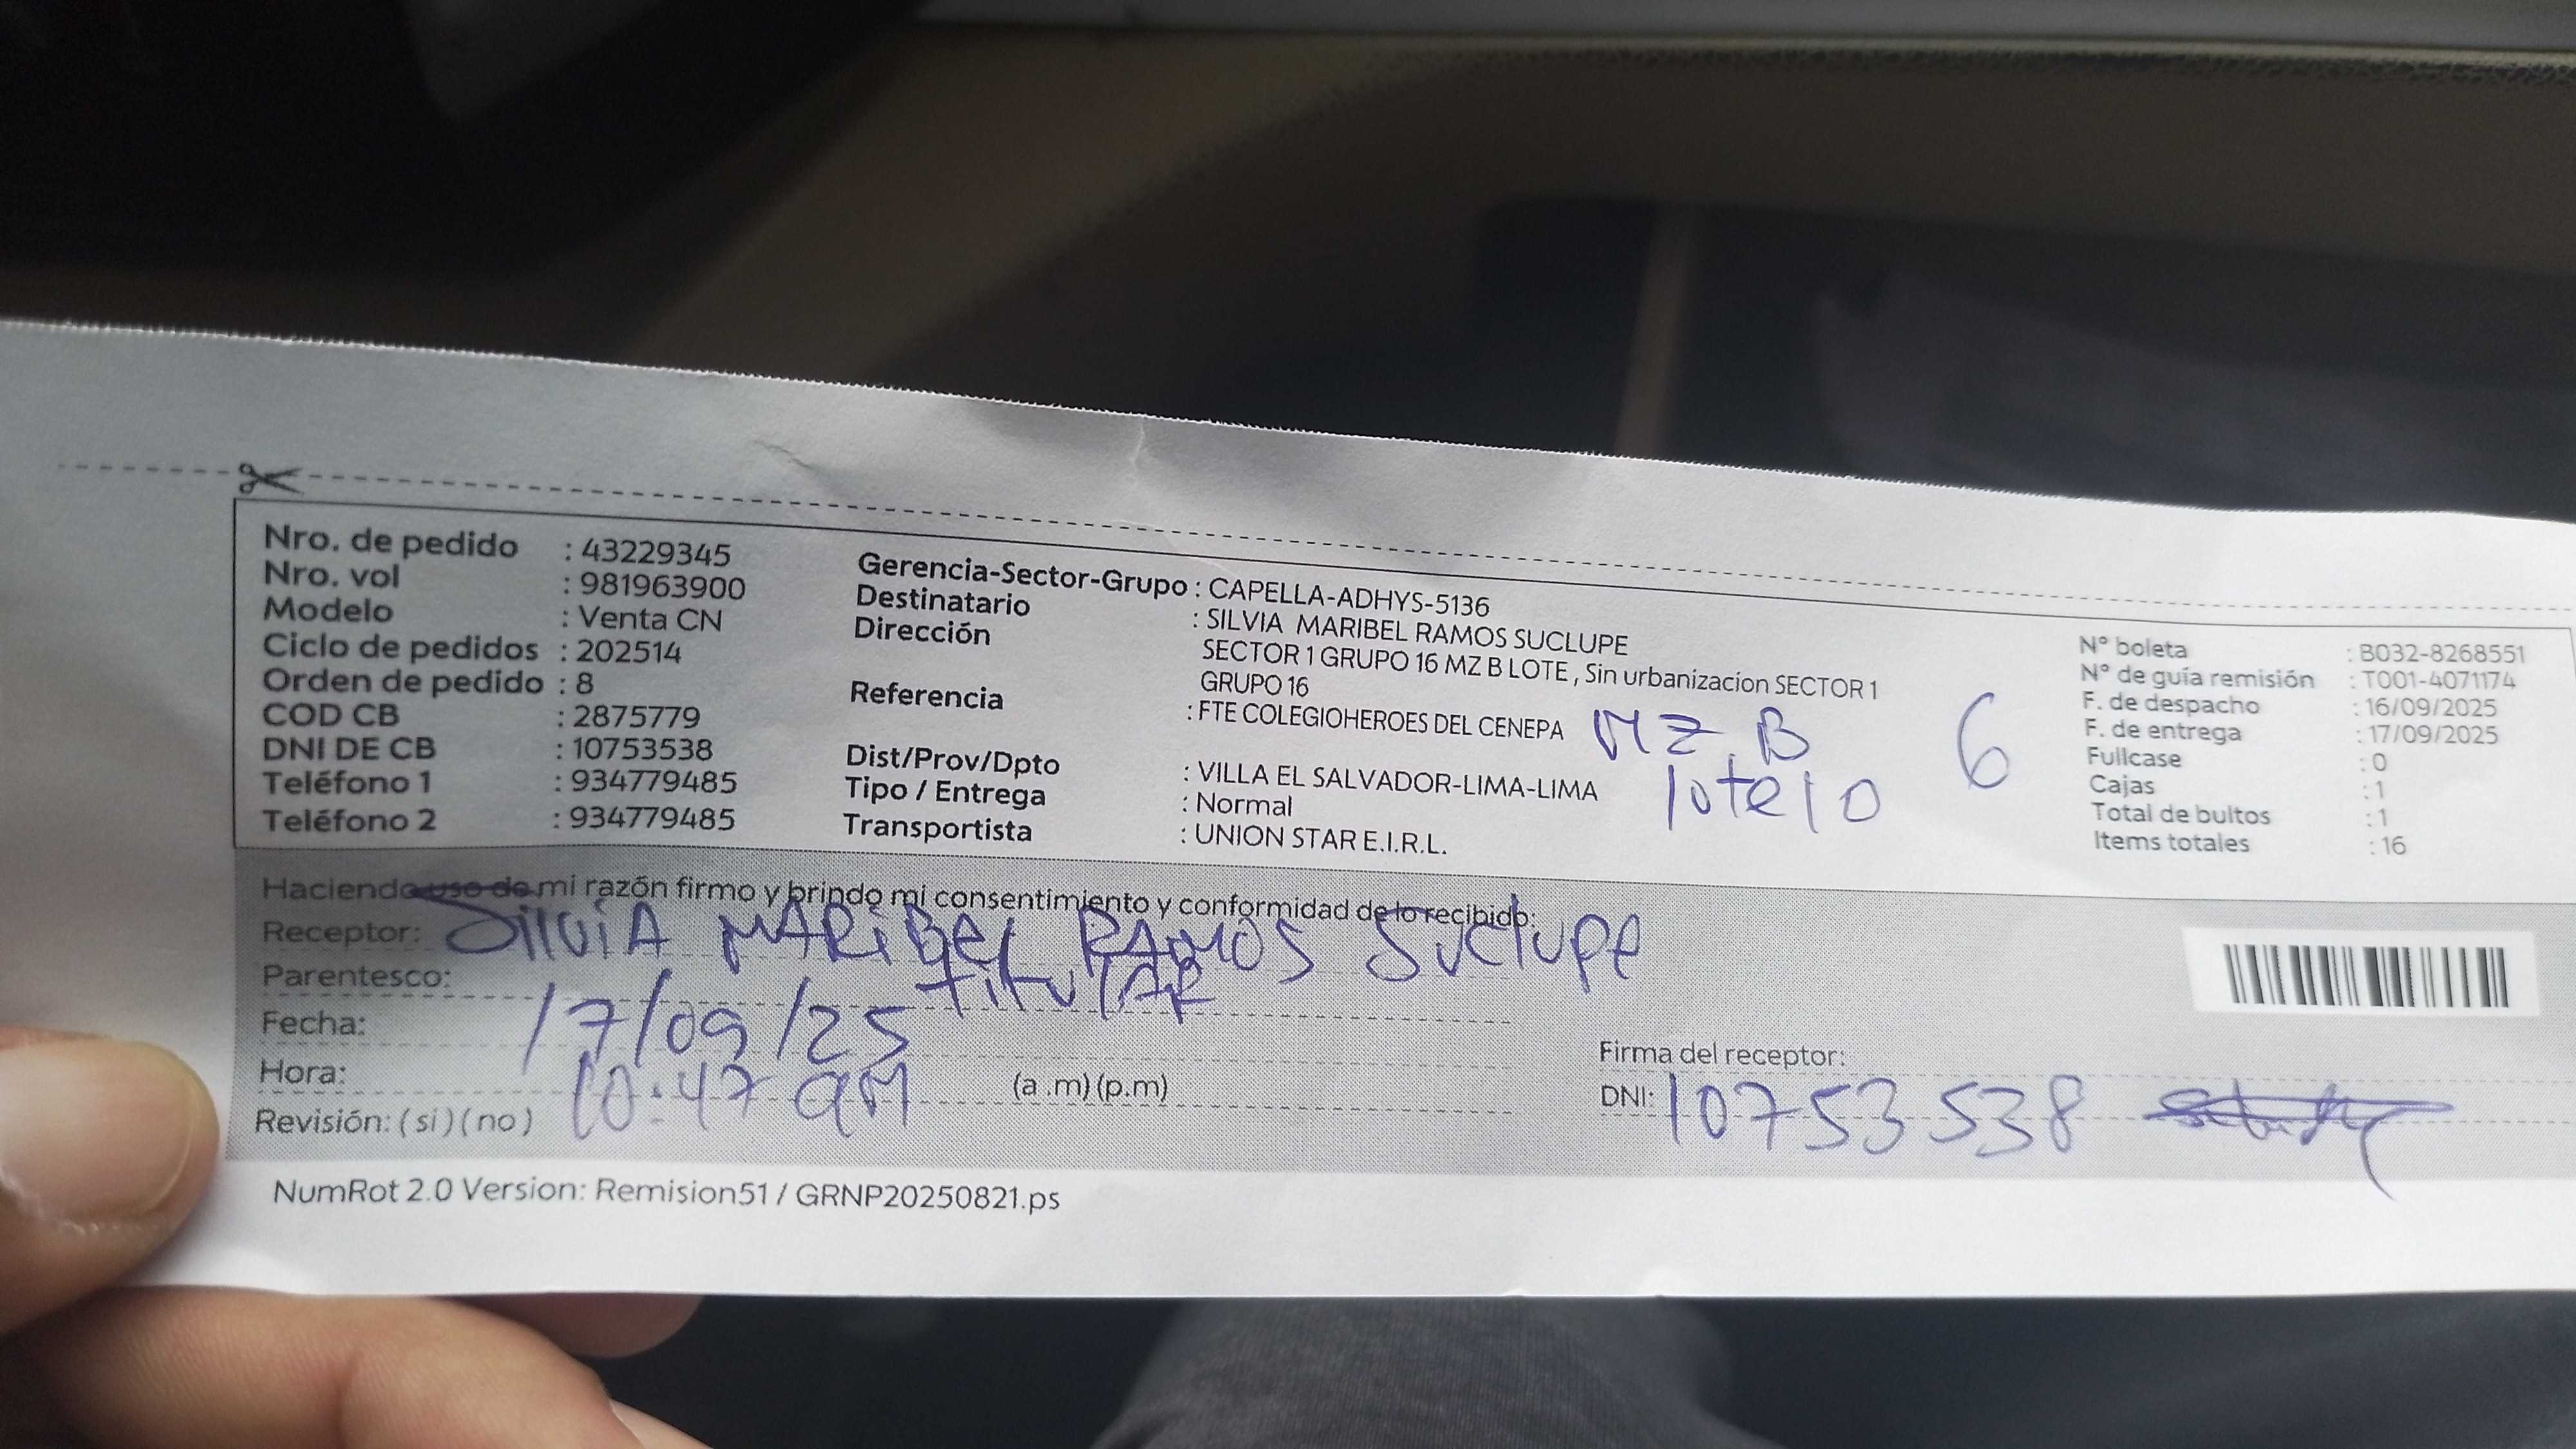 Nro. de pedido : 43229345
Nro. vol : 981963900
Modelo : Venta CN
Ciclo de pedidos : 202514
Orden de pedido : 8
COD CB : 2875779
DNI DE CB : 10753538
Teléfono 1 : 934779485
Teléfono 2 : 934779485
Gerencia-Sector-Grupo : CAPELLA-ADHYS-5136
Destinatario : SILVIA MARIBEL RAMOS SUCLUPE
Dirección SECTOR 1 GRUPO 16 MZ B LOTE , Sin urbanizacion SECTOR 1
GRUPO 16
Referencia : FTE COLEGIOHEROES DEL CENEPA
MZ. B
lote 10
6
Dist/Prov/Dpto : VILLA EL SALVADOR-LIMA-LIMA
Tipo / Entrega : Normal
Transportista : UNION STAR E.I.R.L.
N° boleta : B032-8268551
N° de guía remisión : T001-4071174
F. de despacho : 16/09/2025
F. de entrega : 17/09/2025
Fullcase : 0
Cajas : 1
Total de bultos : 1
Items totales : 16
Haciendo uso de mi razón firmo y brindo mi consentimiento y conformidad de lo recibido:
Receptor: SilviA MARiBel RAMOS Suclupe
Parentesco: titulAR
Fecha: 17/09/25
Hora: 10:47 am (a .m) (p.m)
Revisión: ( si ) ( no )
Firma del receptor:
DNI: 10753538
NumRot 2.0 Version: Remision51 / GRNP20250821.ps